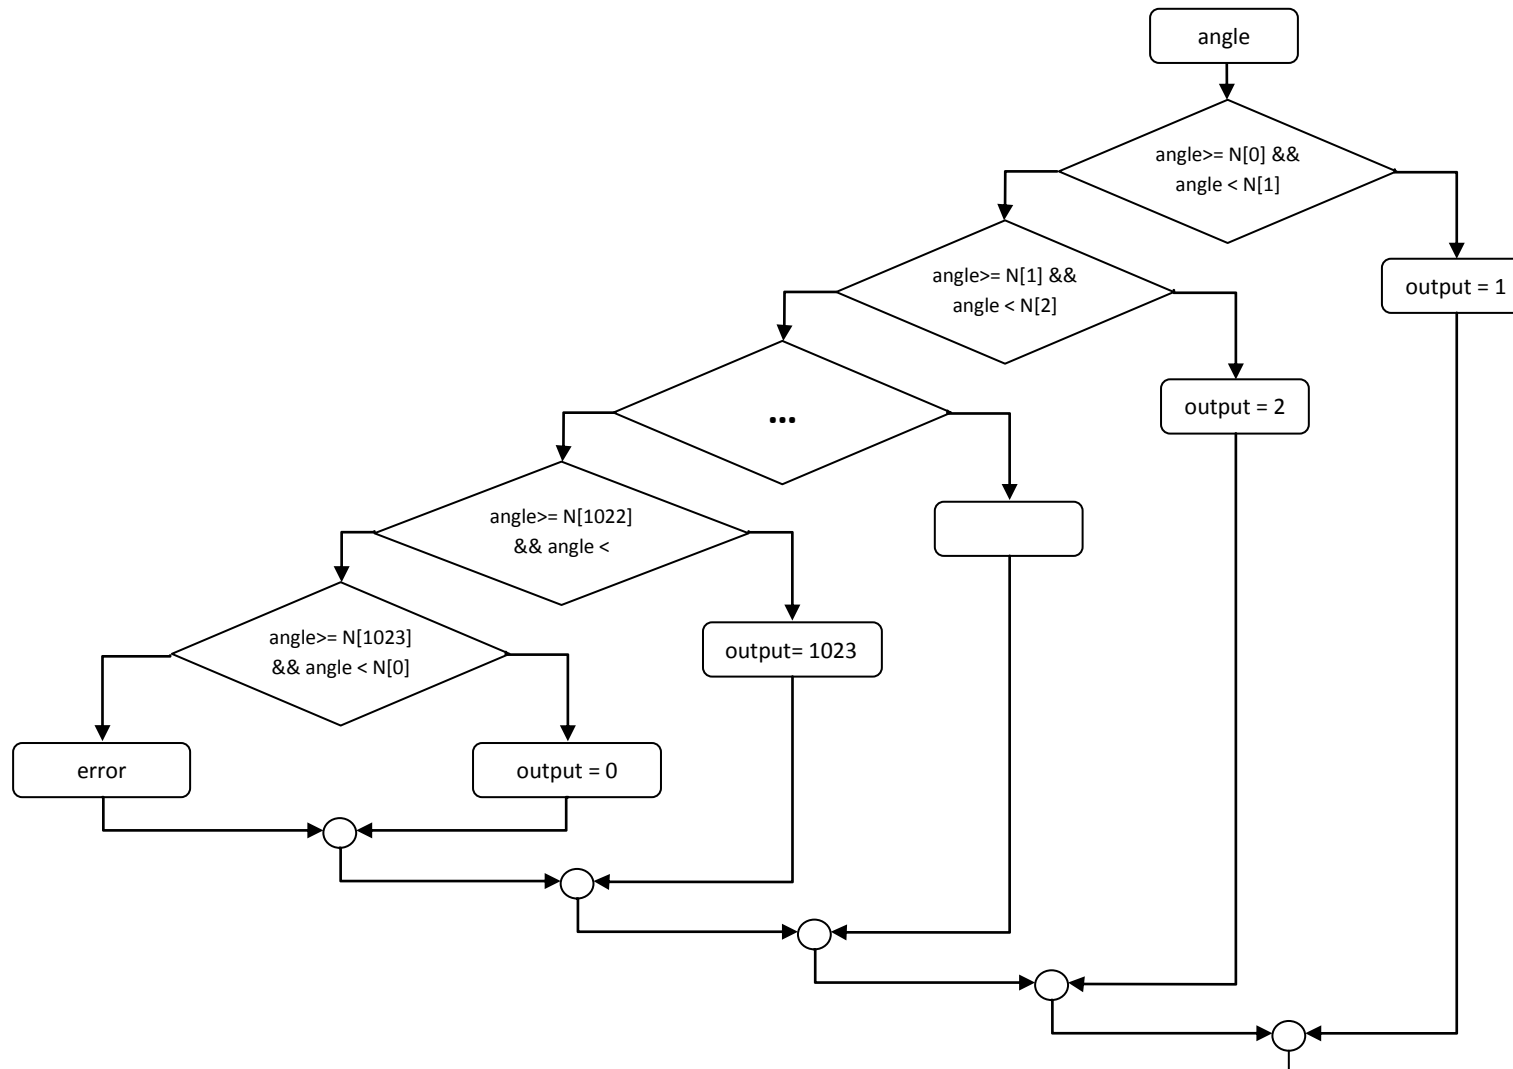 angle
angle>= N[0] &&
angle < N[1]
angle>= N[1] &&
angle < N[2]
output = 1
...
output = 2
angle>= N[1022]
&& angle <
angle>= N[1023]
&& angle < N[0]
output= 1023
error
output = 0